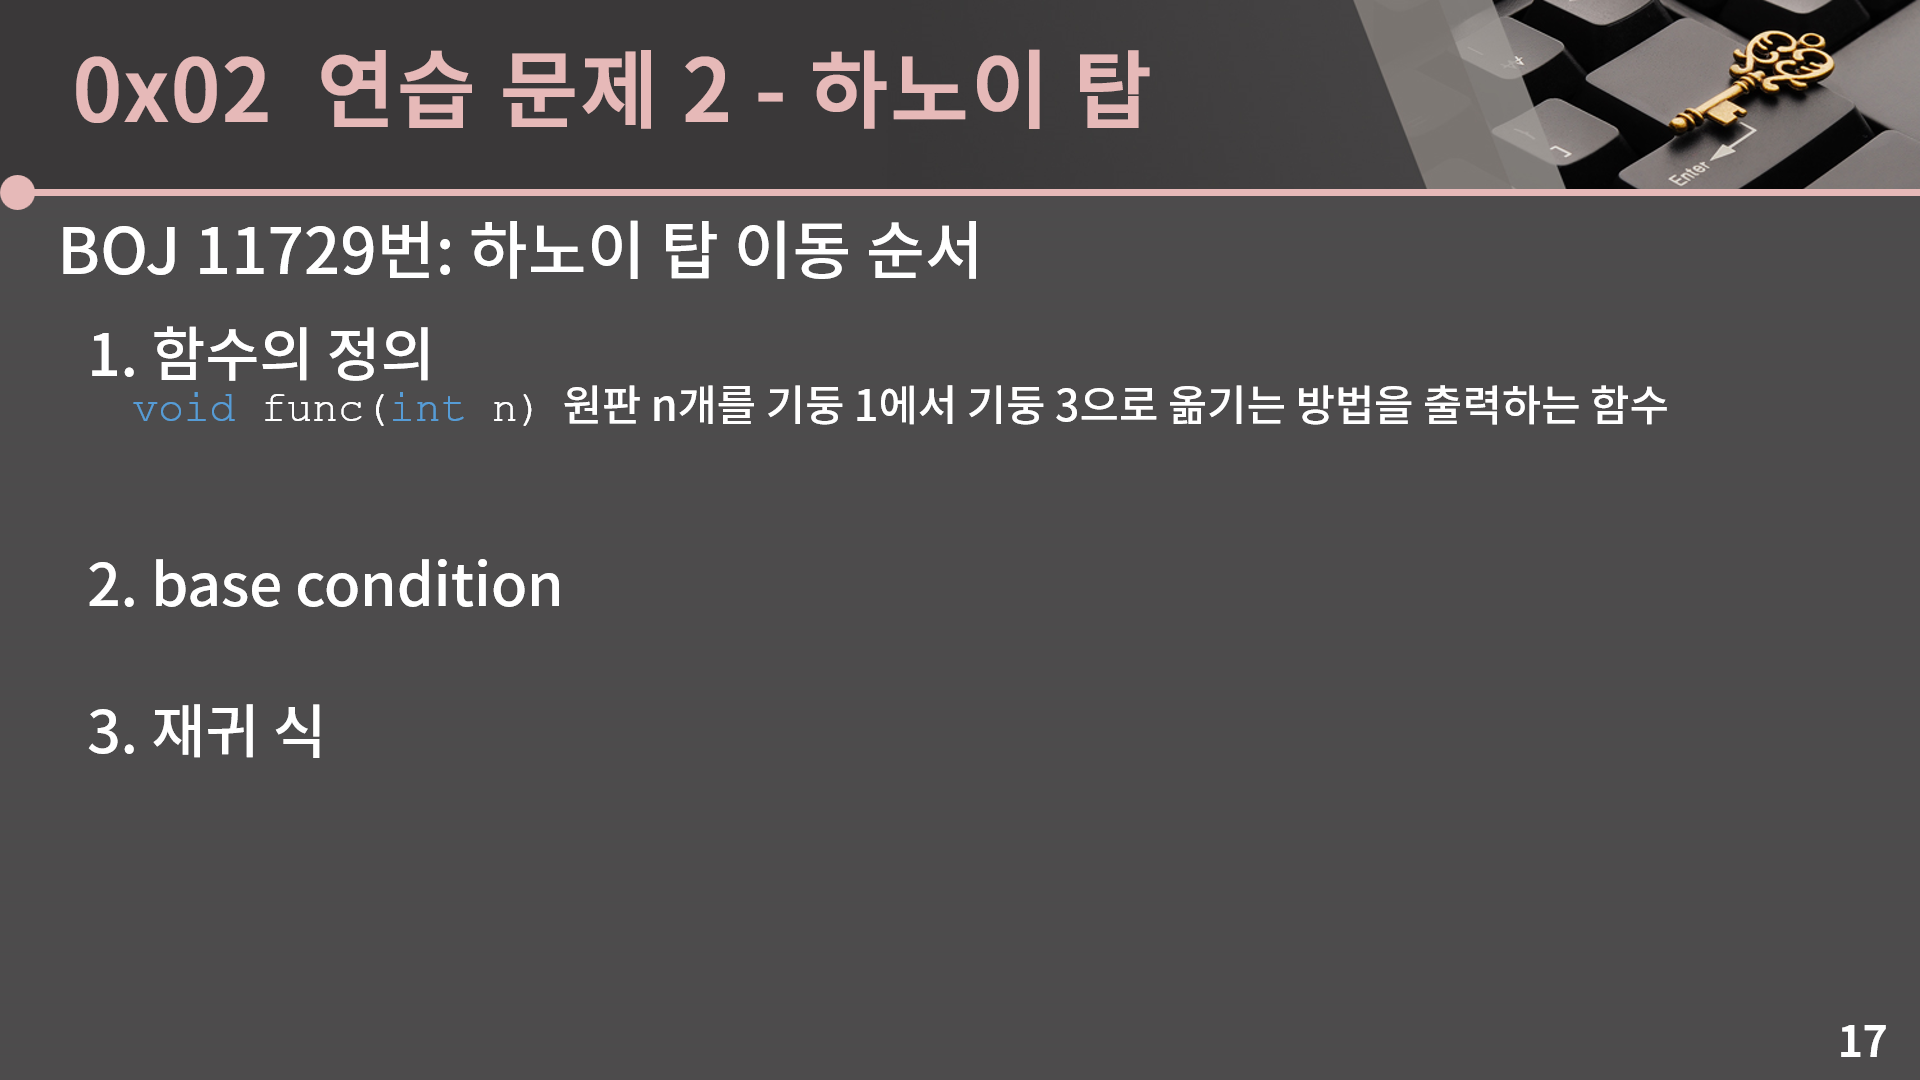 0x02 연습 문제 2 - 하노이 탑
Enter
BOJ 11729번: 하노이 탑 이동 순서
1. 함수의 정의
void func(int n) 원판 n개를 기둥 1에서 기둥 3으로 옮기는 방법을 출력하는 함수
2. base condition
3. 재귀 식
17